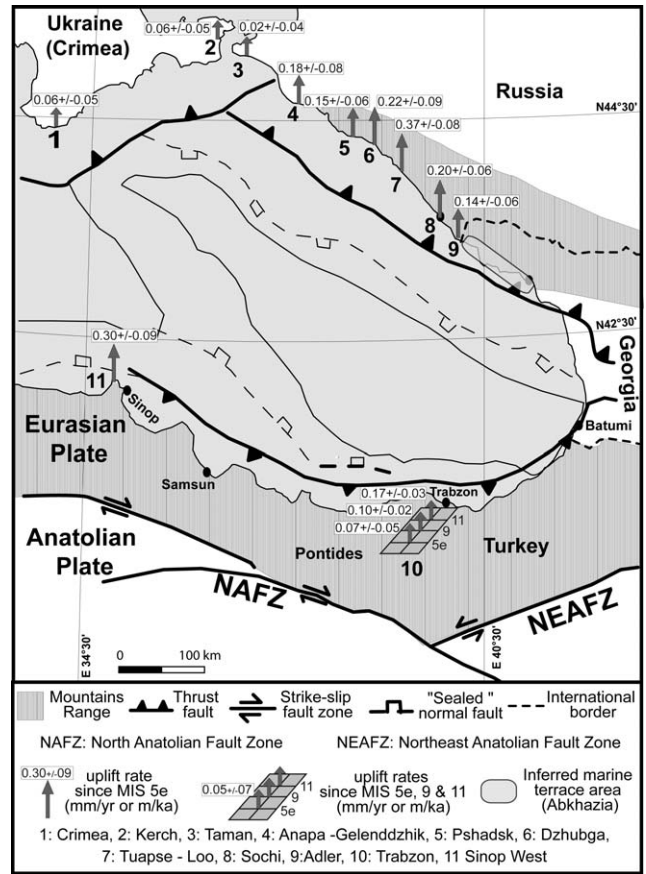 Ukraine
(Crimea)
0.06+/-0.05
2
0.02+/-0.04
3
0.18+/-0.08
4
0.15+/-0.06
5
0.22+/-0.09
6
0.37+/-0.08
7
0.20+/-0.06
8
0.14+/-0.06
9
0.06+/-0.05
1
Russia
N44°30'
N42°30'
Georgia
Batumi
0.30+/-0.09
11
Sinop
Eurasian
Plate
Samsun
Anatolian
Plate
Pontides
Trabzon
0.17+/-0.03
0.10+/-0.02
0.07+/-0.05
11
9
5e
10
Turkey
NAFZ
NEAFZ
E 34°30'
E 40°30'
0 100 km
Mountains
Range
Thrust
fault
Strike-slip
fault zone
"Sealed "
normal fault
International
border
NAFZ: North Anatolian Fault Zone NEAFZ: Northeast Anatolian Fault Zone
0.30+/-09
uplift rate
since MIS 5e
(mm/yr or m/ka)
0.05+/-07
11
9
5e
uplift rates
since MIS 5e, 9 & 11
(mm/yr or m/ka)
Inferred marine
terrace area
(Abkhazia)
1: Crimea, 2: Kerch, 3: Taman, 4: Anapa -Gelenddzhik, 5: Pshadsk, 6: Dzhubga,
7: Tuapse - Loo, 8: Sochi, 9:Adler, 10: Trabzon, 11 Sinop West